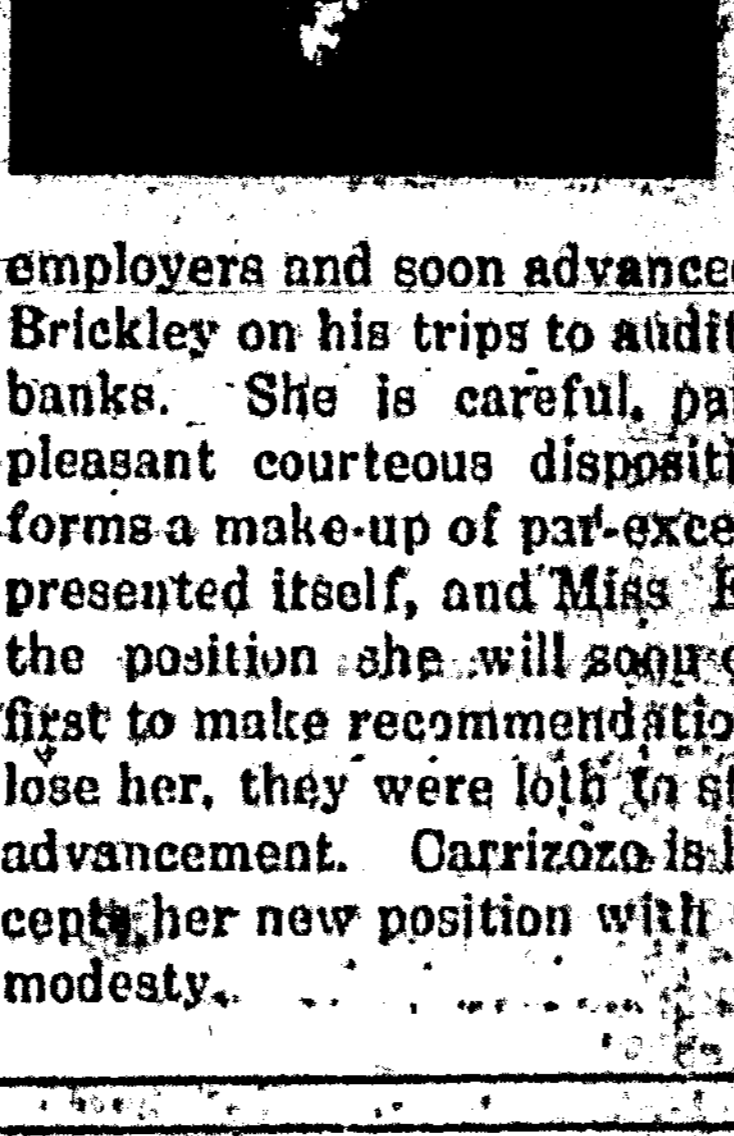 employers and soon advance
Brickley on his trips to audit
banks. She is careful, pa
pleasant courteous dispositi
forms a make-up of par-exce
presented itself, and Miss E
the position she will soon
first to make recommendatio
lose her, they were loth to s
advancement. Carrizozo is
cepts her new position with
modesty.